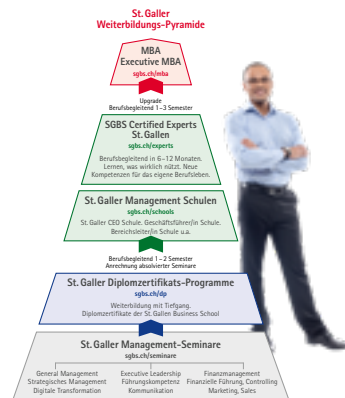 St. Galler
Weiterbildungs-Pyramide
MBA
Executive MBA
sgbs.ch/mba
Upgrade
Berufsbegleitend 1–3 Semester
SGBS Certified Experts
St. Gallen
sgbs.ch/experts
Berufsbegleitend in 6–12 Monaten.
Lernen, was wirklich nützt. Neue
Kompetenzen für das eigene Berufsleben.
St. Galler Management Schulen
sgbs.ch/schools
St. Galler CEO Schule. Geschäftsführer/in Schule.
Bereichsleiter/in Schule u.a.
Berufsbegleitend 1–2 Semester
Anrechnung absolvierter Seminare
St. Galler Diplomzertifikats-Programme
sgbs.ch/dp
Weiterbildung mit Tiefgang.
Diplomzertifikate der St. Gallen Business School
St. Galler Management-Seminare
sgbs.ch/seminare
General Management
Strategisches Management
Digitale Transformation
Executive Leadership
Führungskompetenz
Kommunikation
Finanzmanagement
Finanzielle Führung, Controlling
Marketing, Sales